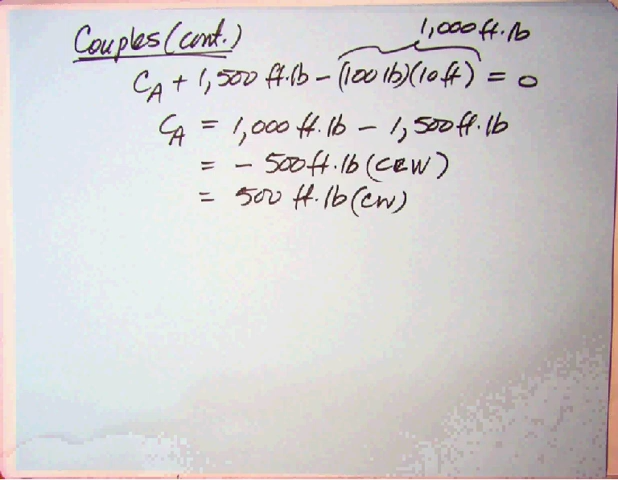 Couples (cont.)
1,000 ft.lb
C_A + 1,500 ft.lb - (100 lb)(10 ft) = 0
C_A = 1,000 ft.lb - 1,500 ft.lb
= - 500 ft.lb (CCW)
= 500 ft.lb (CW)